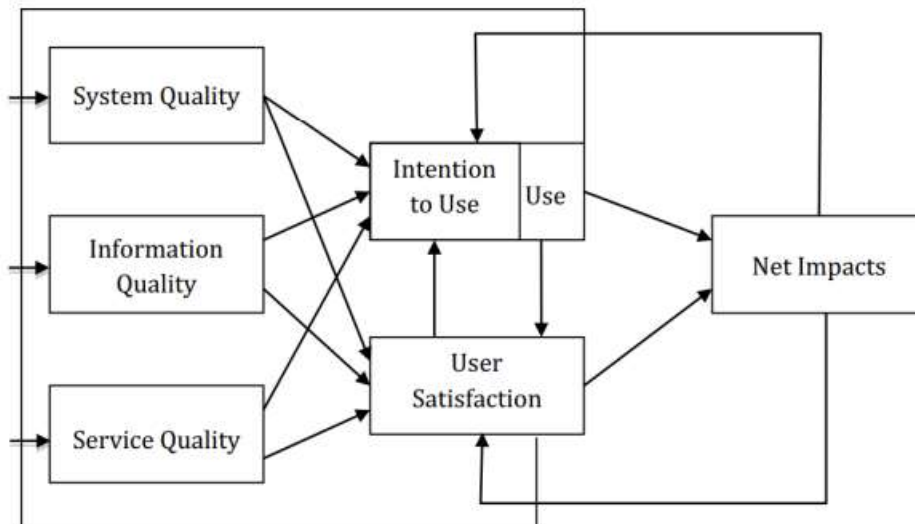 System Quality
Intention
to Use
Use
Information
Quality
Net Impacts
User
Satisfaction
Service Quality